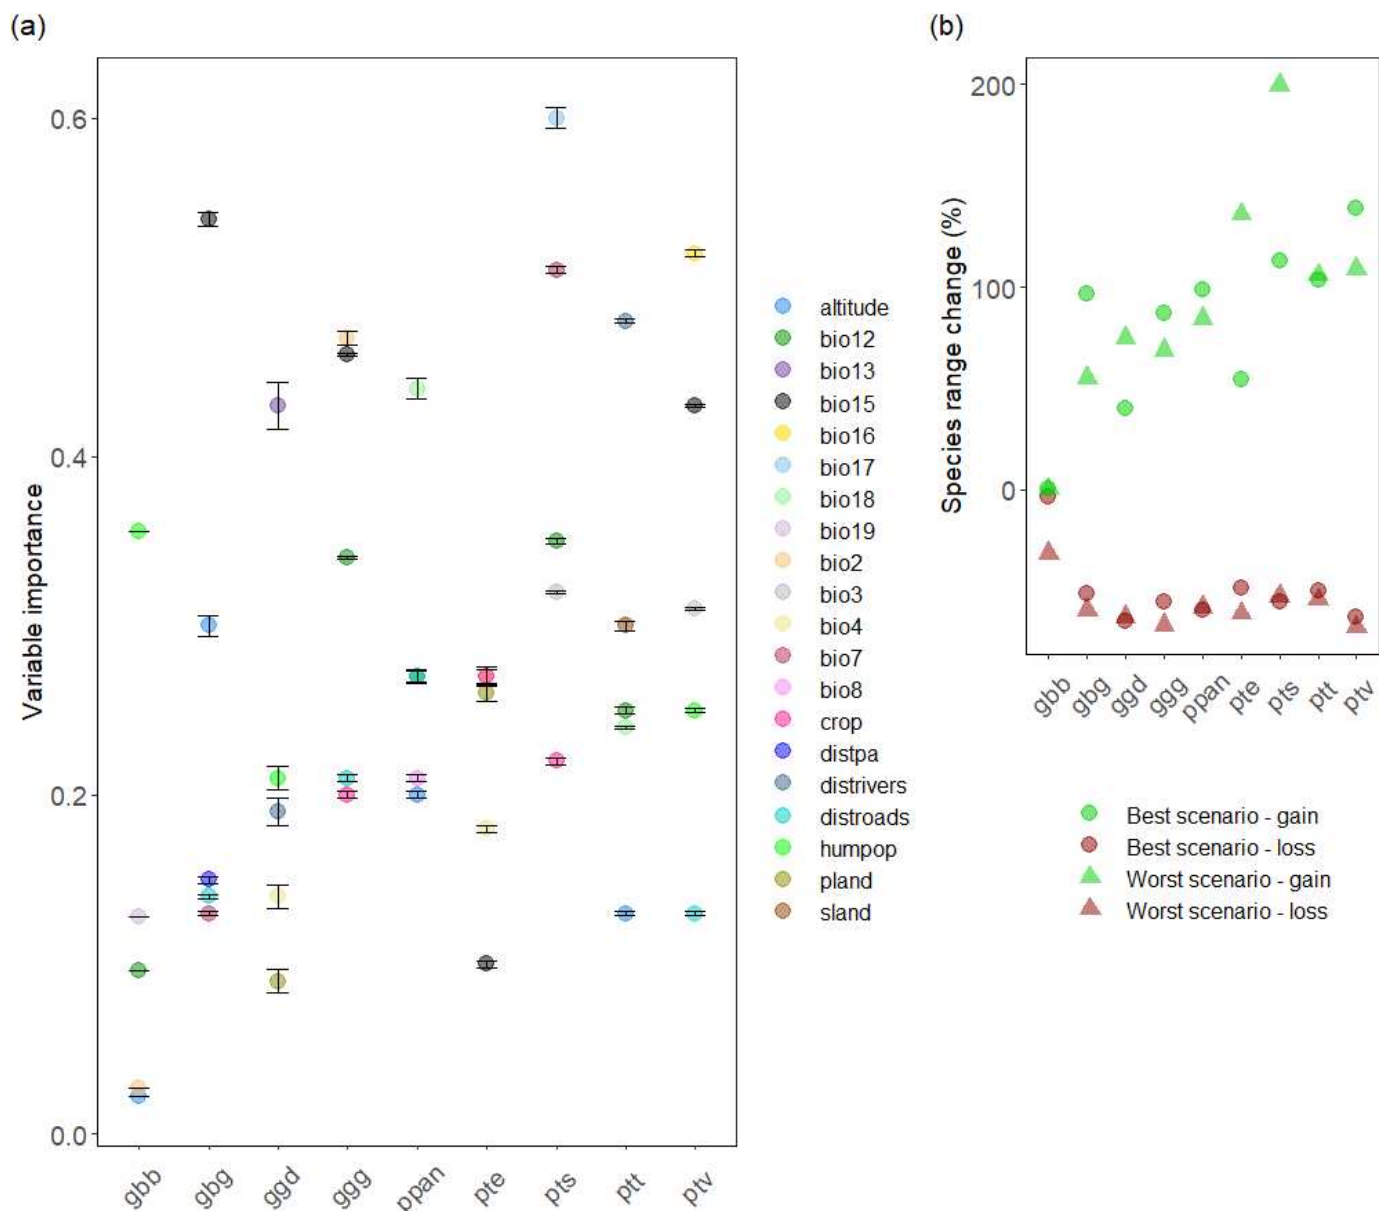 (a)
Variable importance
0.6
0.4
0.2
0.0
gbb
gbg
ggd
ggg
ppan
pte
pts
ptt
ptv
altitude
bio12
bio13
bio15
bio16
bio17
bio18
bio19
bio2
bio3
bio4
bio7
bio8
crop
distpa
distrivers
distroads
humpop
pland
sland
(b)
Species range change (%)
200
100
0
gbb
gbg
ggd
ggg
ppan
pte
pts
ptt
ptv
Best scenario - gain
Best scenario - loss
Worst scenario - gain
Worst scenario - loss